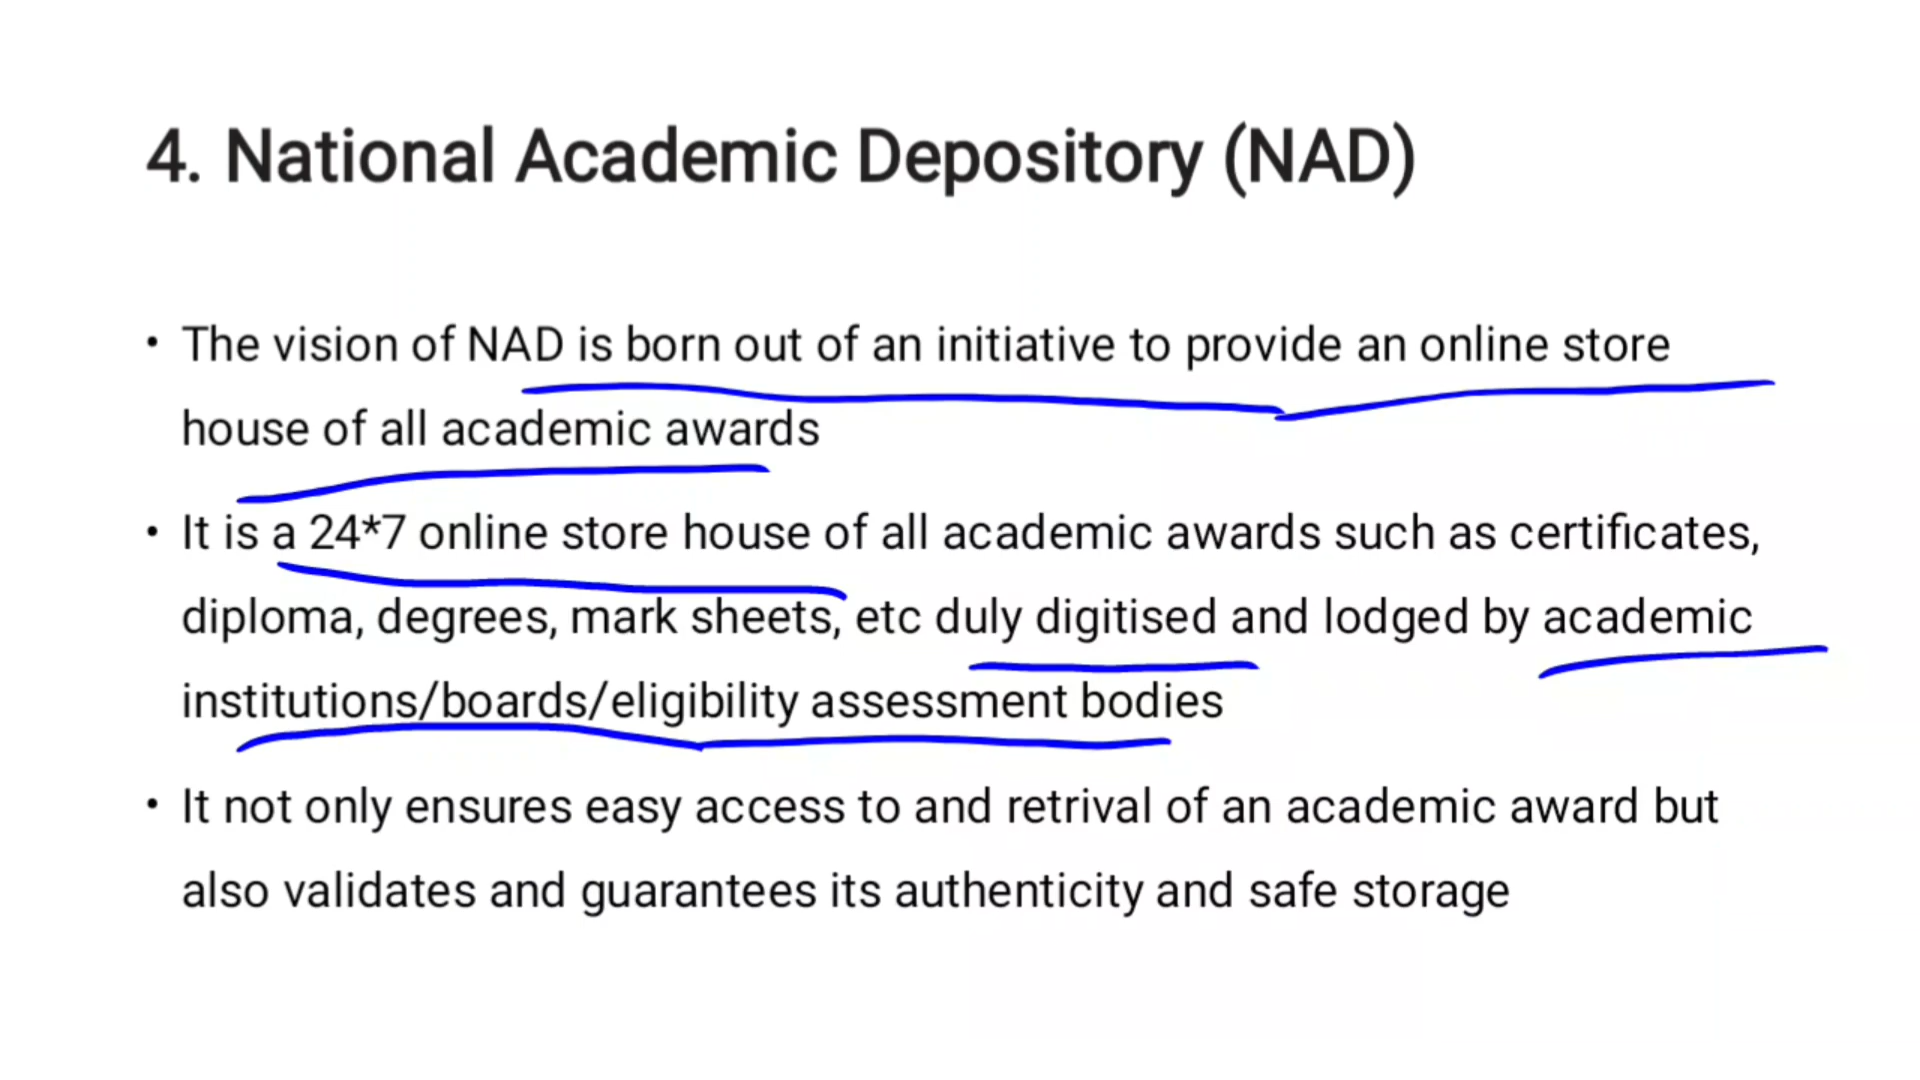 4. National Academic Depository (NAD)
• The vision of NAD is born out of an initiative to provide an online store
house of all academic awards
• It is a 24*7 online store house of all academic awards such as certificates,
diploma, degrees, mark sheets, etc duly digitised and lodged by academic
institutions/boards/eligibility assessment bodies
• It not only ensures easy access to and retrival of an academic award but
also validates and guarantees its authenticity and safe storage